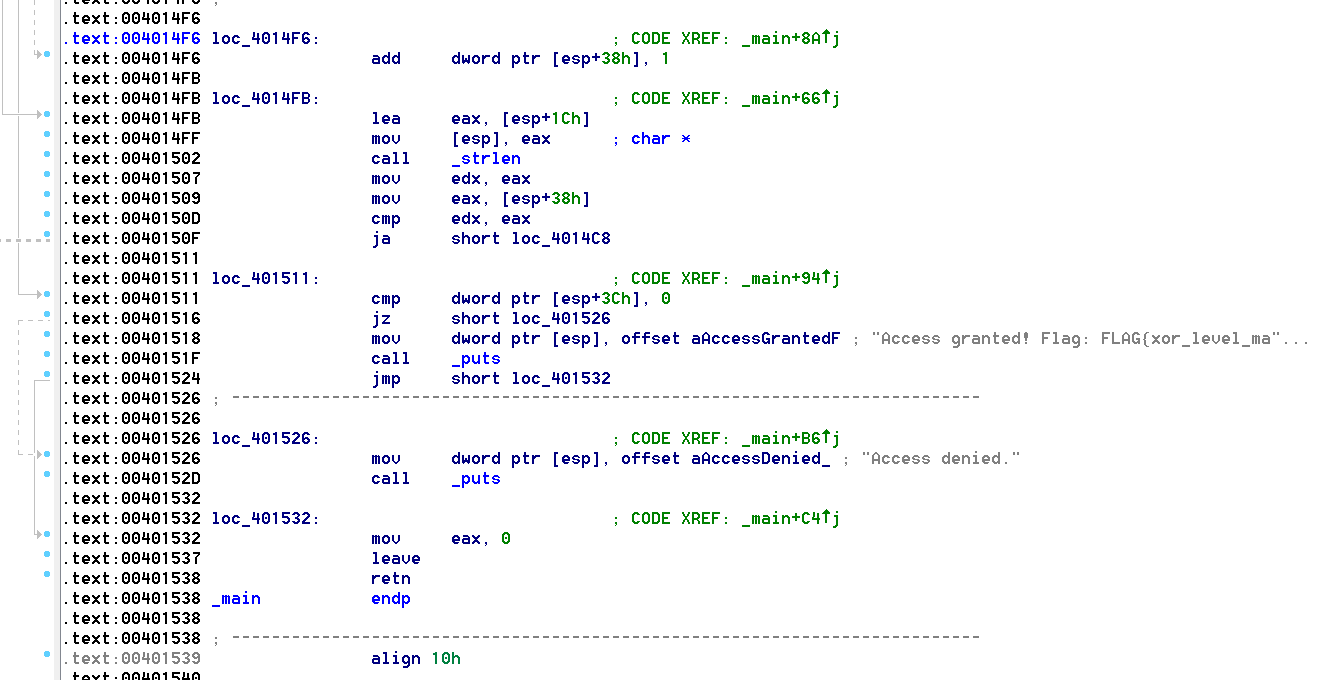 .text:004014F6
.text:004014F6 loc_4014F6: ; CODE XREF: _main+8A↑j
.text:004014F6 add dword ptr [esp+38h], 1
.text:004014FB
.text:004014FB loc_4014FB: ; CODE XREF: _main+66↑j
.text:004014FB lea eax, [esp+1Ch]
.text:004014FF mov [esp], eax ; char *
.text:00401502 call _strlen
.text:00401507 mov edx, eax
.text:00401509 mov eax, [esp+38h]
.text:0040150D cmp edx, eax
.text:0040150F ja short loc_4014C8
.text:00401511
.text:00401511 loc_401511: ; CODE XREF: _main+94↑j
.text:00401511 cmp dword ptr [esp+3Ch], 0
.text:00401516 jz short loc_401526
.text:00401518 mov dword ptr [esp], offset aAccessGrantedF ; "Access granted! Flag: FLAG{xor_level_ma"...
.text:0040151F call _puts
.text:00401524 jmp short loc_401532
.text:00401526 ; ---------------------------------------------------------------------------
.text:00401526
.text:00401526 loc_401526: ; CODE XREF: _main+B6↑j
.text:00401526 mov dword ptr [esp], offset aAccessDenied_ ; "Access denied."
.text:0040152D call _puts
.text:00401532
.text:00401532 loc_401532: ; CODE XREF: _main+C4↑j
.text:00401532 mov eax, 0
.text:00401537 leave
.text:00401538 retn
.text:00401538 _main endp
.text:00401538
.text:00401538 ; ---------------------------------------------------------------------------
.text:00401539 align 10h
.text:00401540